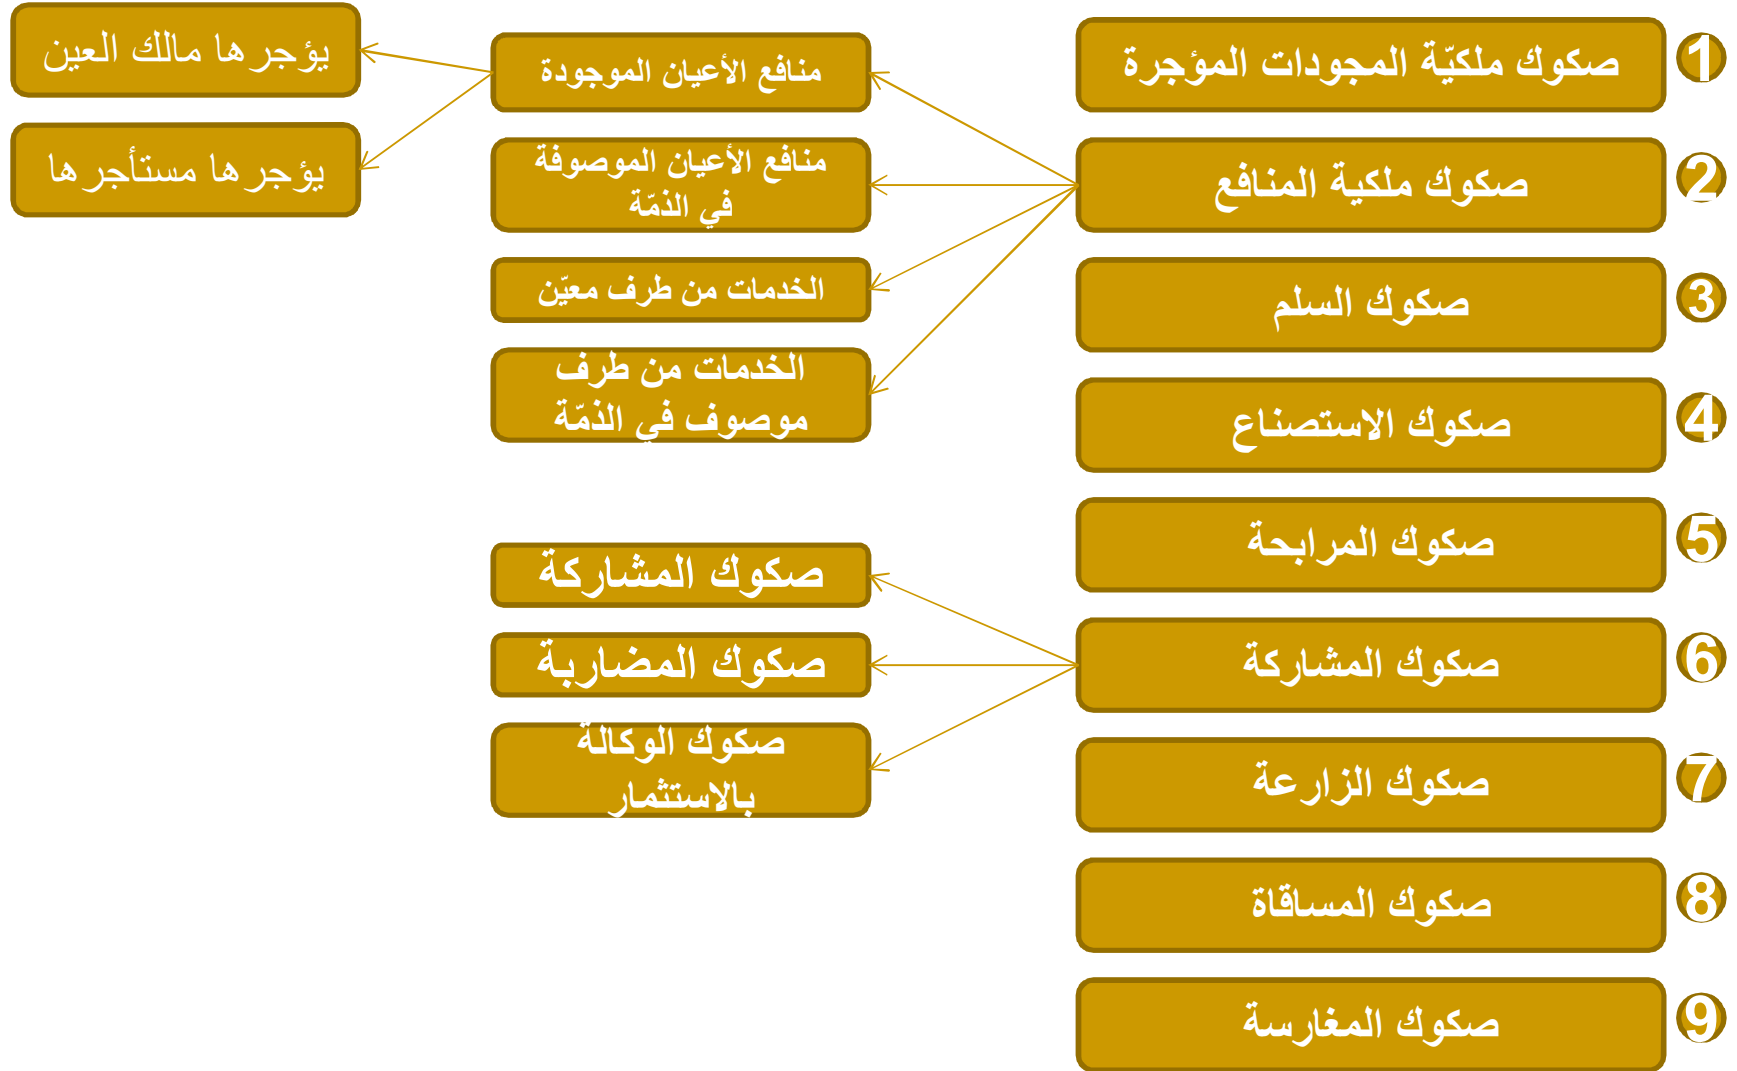 1
صكوك ملكيّة المجودات المؤجرة
2
صكوك ملكية المنافع
منافع الأعيان الموجودة
يؤجرها مالك العين
يؤجرها مستأجرها
منافع الأعيان الموصوفة
في الذمّة
الخدمات من طرف معيّن
الخدمات من طرف
موصوف في الذمّة
3
صكوك السلم
4
صكوك الاستصناع
5
صكوك المرابحة
6
صكوك المشاركة
صكوك المشاركة
صكوك المضاربة
صكوك الوكالة
بالاستثمار
7
صكوك الزارعة
8
صكوك المساقاة
9
صكوك المغارسة